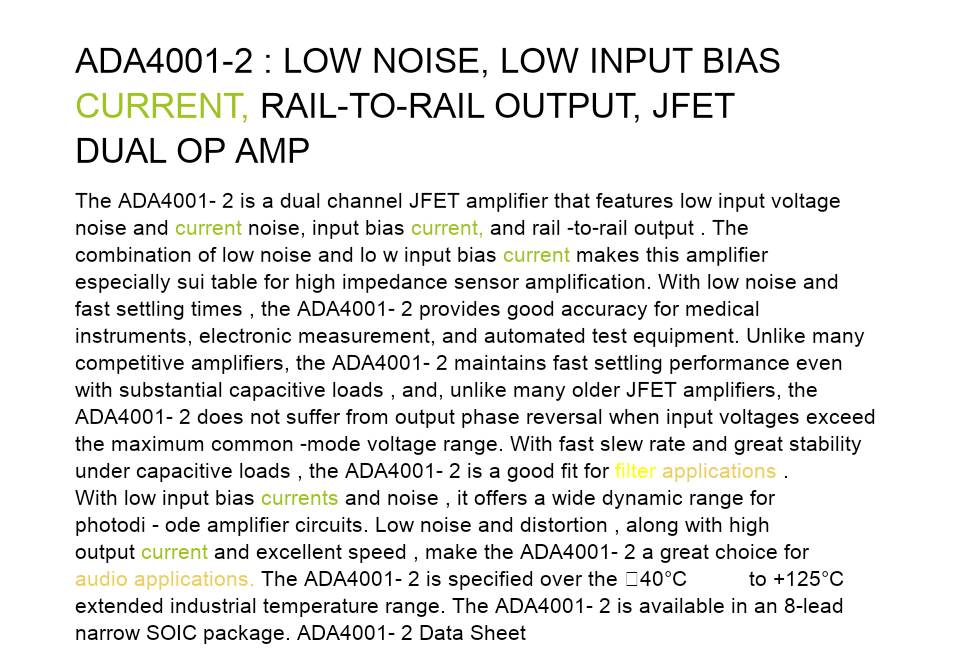 ADA4001-2 : LOW NOISE, LOW INPUT BIAS
CURRENT, RAIL-TO-RAIL OUTPUT, JFET
DUAL OP AMP
The ADA4001- 2 is a dual channel JFET amplifier that features low input voltage
noise and current noise, input bias current, and rail -to-rail output . The
combination of low noise and lo w input bias current makes this amplifier
especially sui table for high impedance sensor amplification. With low noise and
fast settling times , the ADA4001- 2 provides good accuracy for medical
instruments, electronic measurement, and automated test equipment. Unlike many
competitive amplifiers, the ADA4001- 2 maintains fast settling performance even
with substantial capacitive loads , and, unlike many older JFET amplifiers, the
ADA4001- 2 does not suffer from output phase reversal when input voltages exceed
the maximum common -mode voltage range. With fast slew rate and great stability
under capacitive loads , the ADA4001- 2 is a good fit for filter applications .
With low input bias currents and noise , it offers a wide dynamic range for
photodi - ode amplifier circuits. Low noise and distortion , along with high
output current and excellent speed , make the ADA4001- 2 a great choice for
audio applications. The ADA4001- 2 is specified over the □40°C to +125°C
extended industrial temperature range. The ADA4001- 2 is available in an 8-lead
narrow SOIC package. ADA4001- 2 Data Sheet